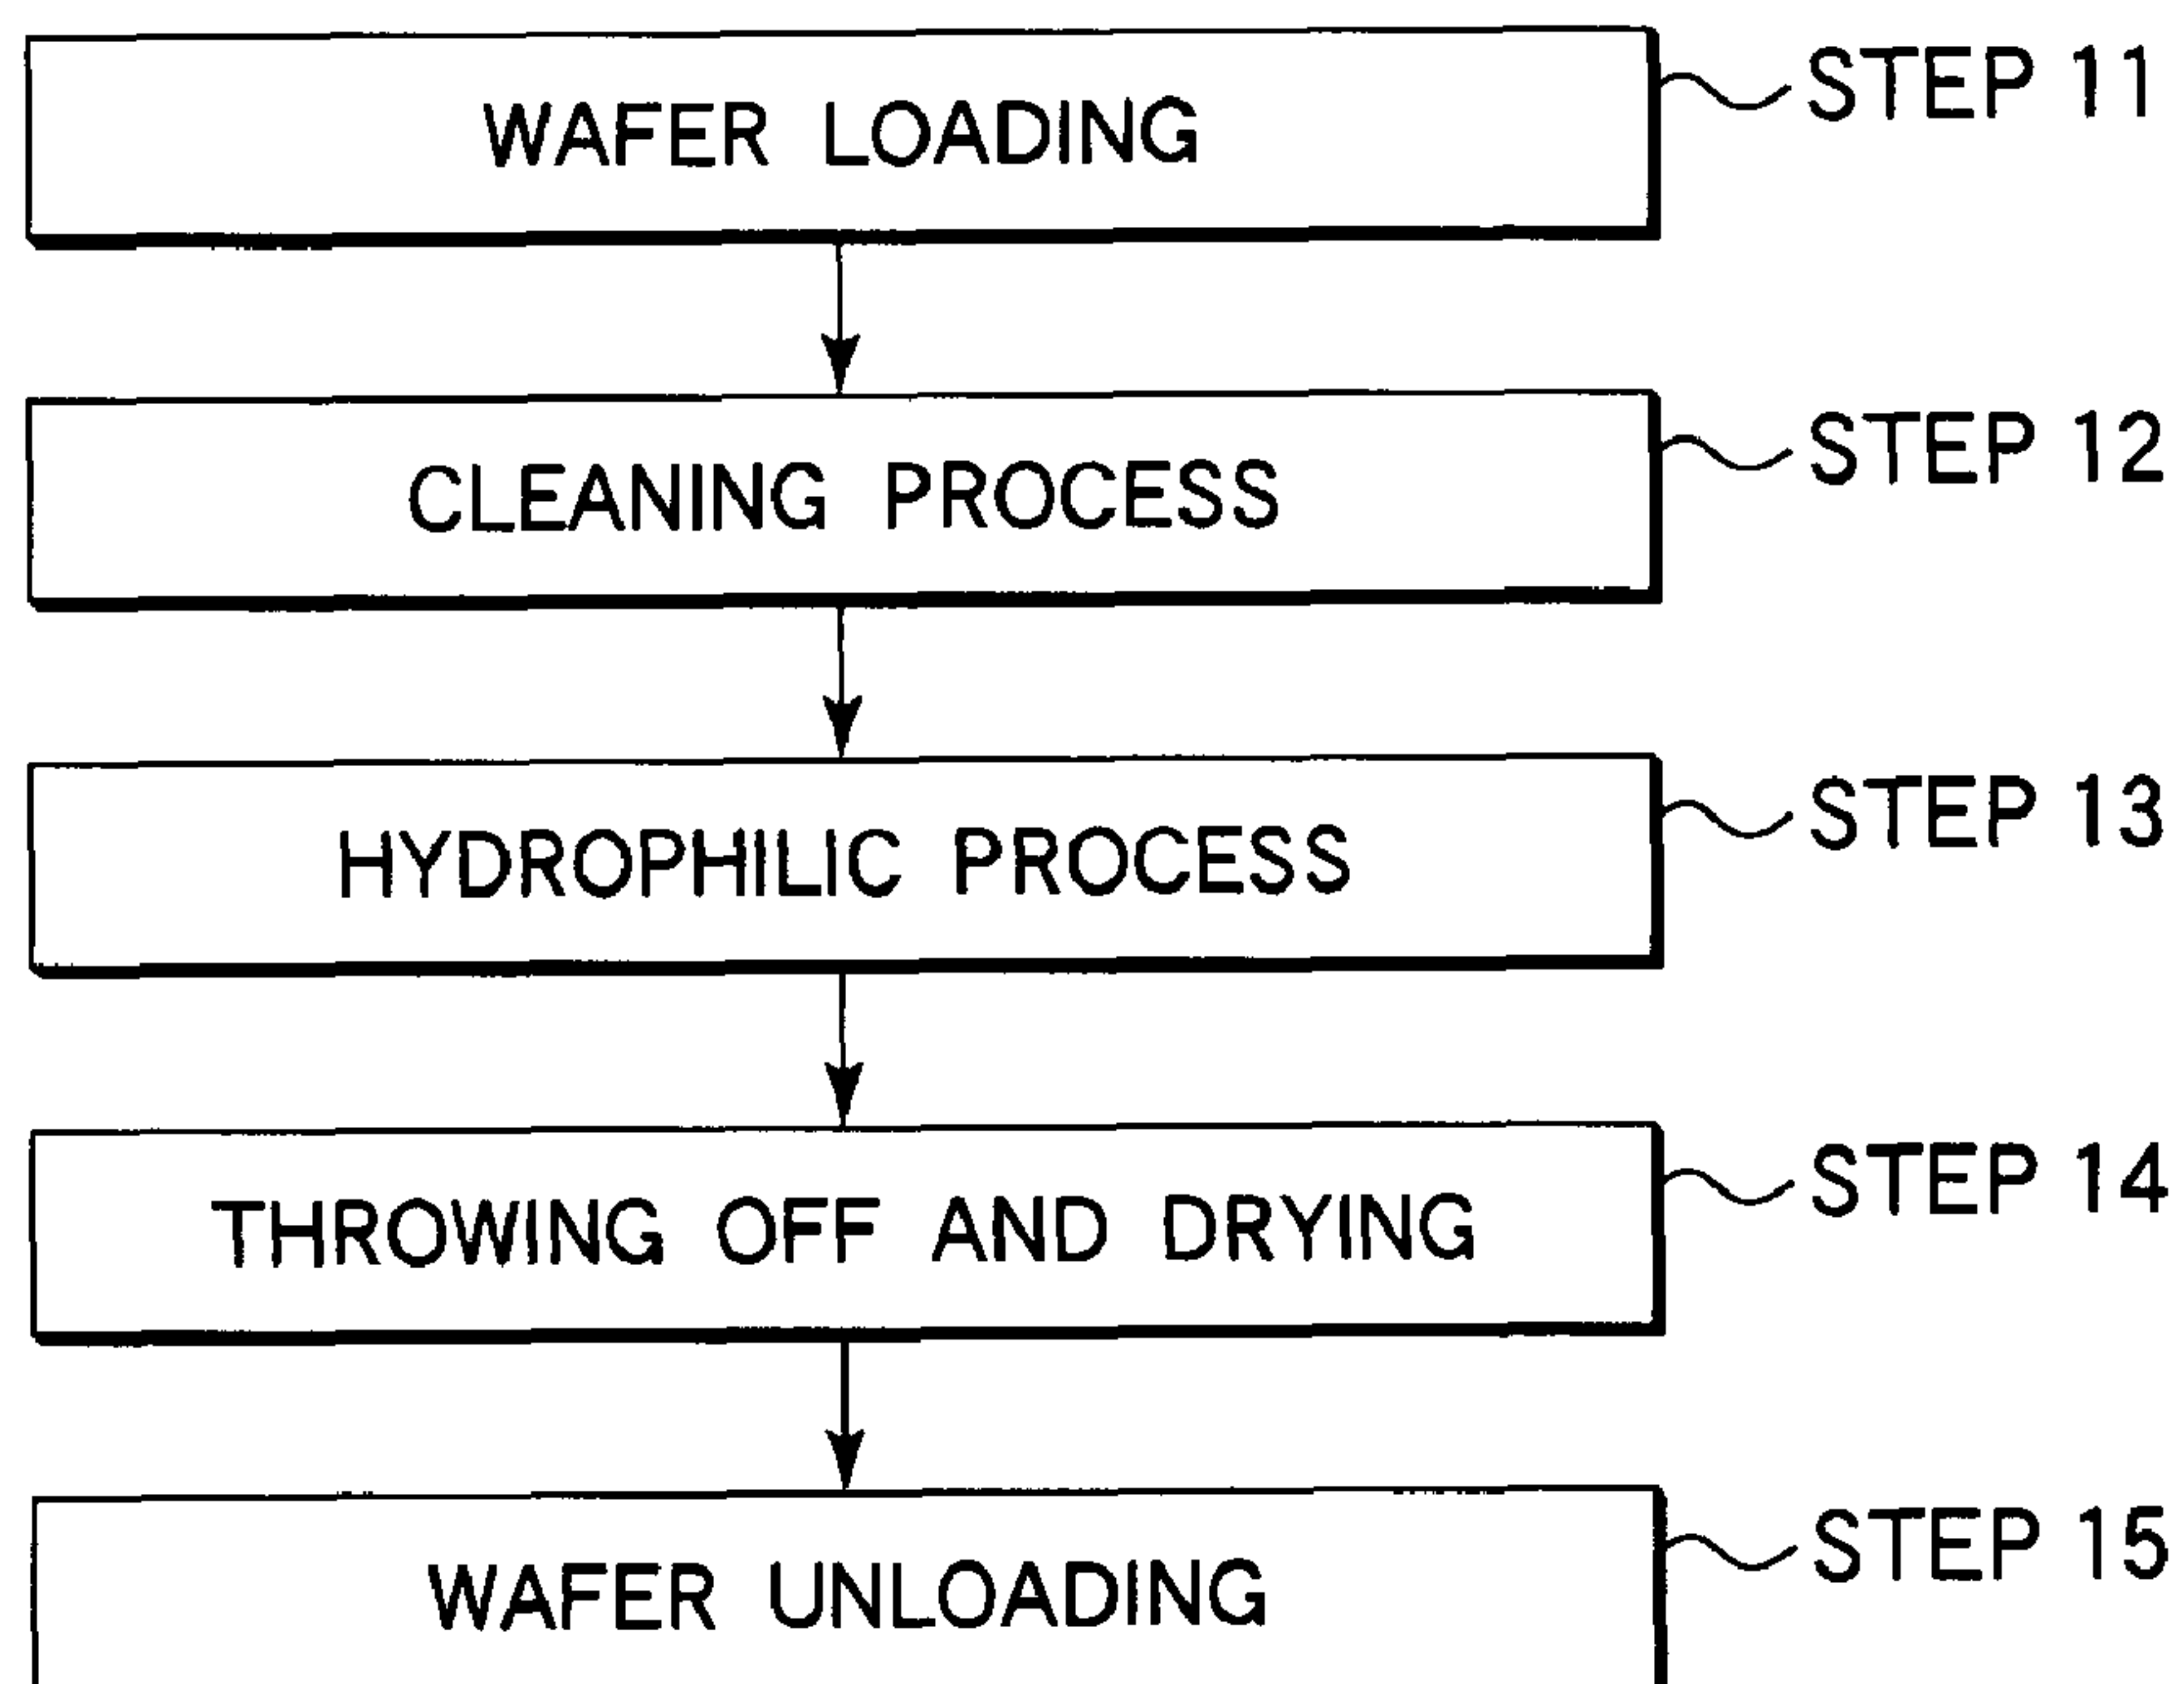 WAFER LOADING
STEP 11
CLEANING PROCESS
STEP 12
HYDROPHILIC PROCESS
STEP 13
THROWING OFF AND DRYING
STEP 14
WAFER UNLOADING
STEP 15